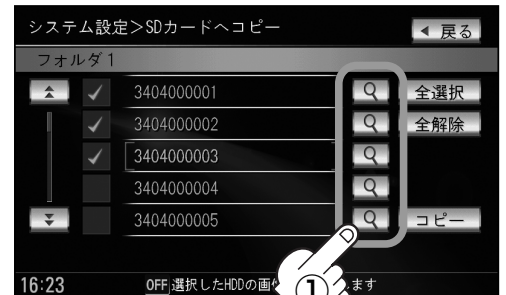 システム設定>SDカードへコピー
戻る
フォルダ1
3404000001
全選択
3404000002
全解除
3404000003
3404000004
3404000005
コピー
1
16:23
OFF 選択したHDDの画 ます